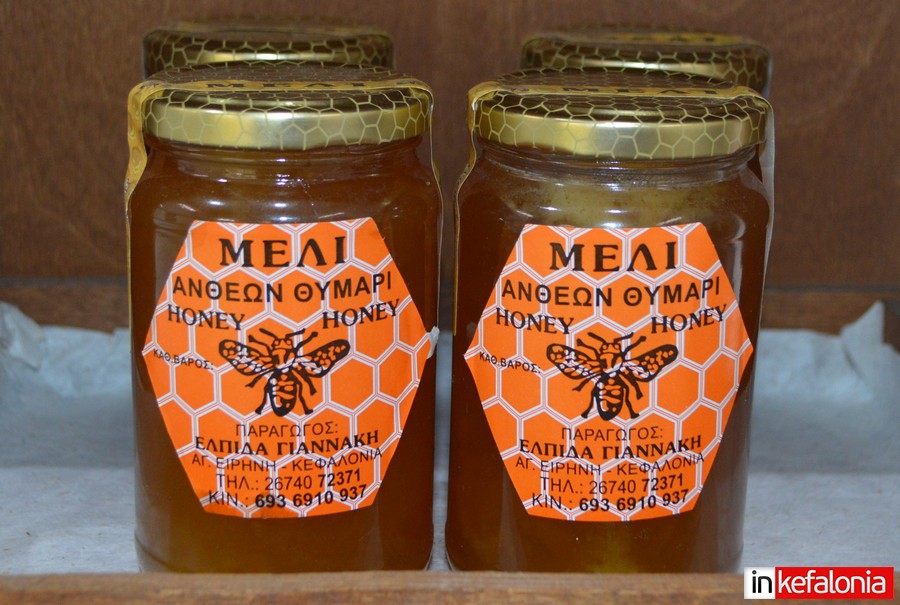 ΜΕΛΙ
ΜΕΛΙ
ΑΝΘΕΩΝ ΘΥΜΑΡΙ
HONEY HONEY
ΚΑΘ.ΒΑΡΟΣ:
ΠΑΡΑΓΩΓΟΣ:
ΕΛΠΙΔΑ ΓΙΑΝΝΑΚΗ
ΑΓ. ΕΙΡΗΝΗ - ΚΕΦΑΛΟΝΙΑ
ΤΗΛ.: 26740 72371
ΚΙΝ.: 693 6910 937
ΜΕΛΙ
ΜΕΛΙ
ΑΝΘΕΩΝ ΘΥΜΑΡΙ
HONEY HONEY
ΚΑΘ.ΒΑΡΟΣ:
ΠΑΡΑΓΩΓΟΣ:
ΕΛΠΙΔΑ ΓΙΑΝΝΑΚΗ
ΑΓ. ΕΙΡΗΝΗ - ΚΕΦΑΛΟΝΙΑ
ΤΗΛ.: 26740 72371
ΚΙΝ.: 693 6910 937
inkefalonia